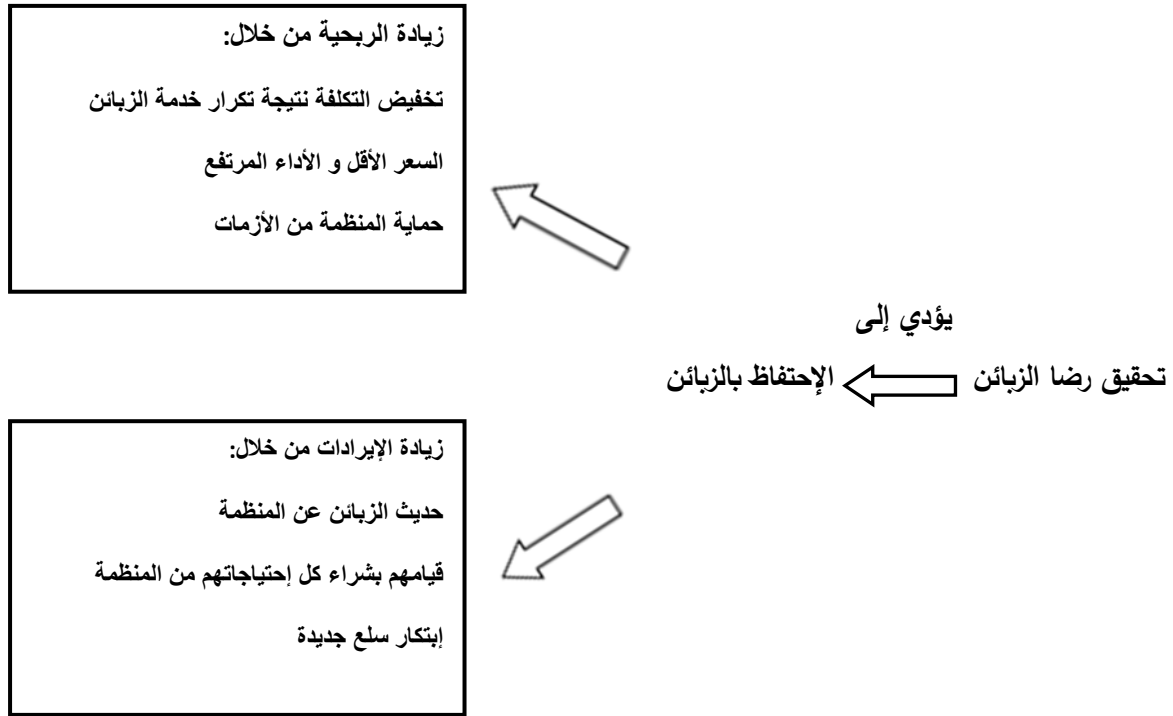 زيادة الربحية من خلال:
تخفيض التكلفة نتيجة تكرار خدمة الزبائن
السعر الأقل و الأداء المرتفع
حماية المنظمة من الأزمات
يؤدي إلى
تحقيق رضا الزبائن الإحتفاظ بالزبائن
زيادة الإيرادات من خلال:
حديث الزبائن عن المنظمة
قيامهم بشراء كل إحتياجاتهم من المنظمة
إبتكار سلع جديدة